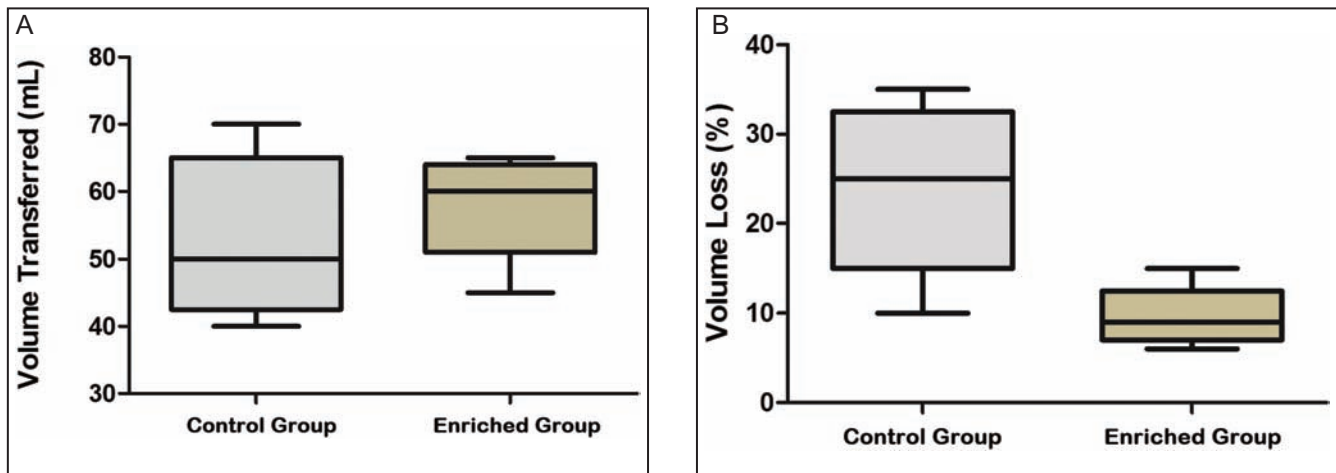 A
Volume Transferred (mL)
80
70
60
50
40
30
Control Group
Enriched Group
B
Volume Loss (%)
40
30
20
10
0
Control Group
Enriched Group